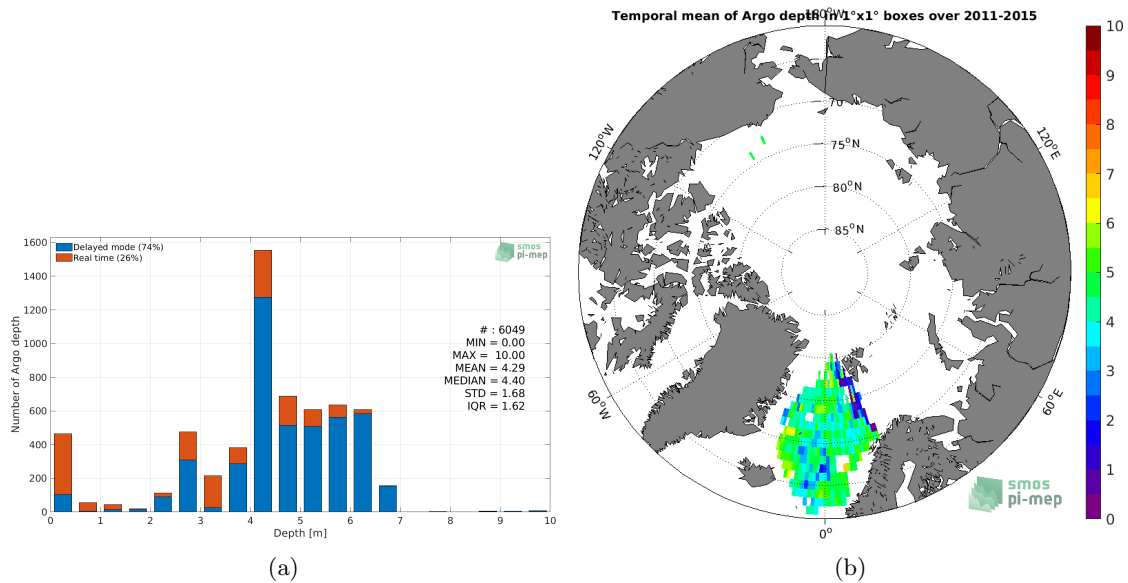 Temporal mean of Argo depth in 1°x1° boxes over 2011-2015
180°W
120°W
120°E
70°N
75°N
80°N
85°N
60°W
60°E
0°
10
9
8
7
6
5
4
3
2
1
0
smos
pi-mep
Delayed mode (74%)
Real time (26%)
smos
pi-mep
# : 6049
MIN = 0.00
MAX = 10.00
MEAN = 4.29
MEDIAN = 4.40
STD = 1.68
IQR = 1.62
Number of Argo depth
1600
1400
1200
1000
800
600
400
200
0
0 1 2 3 4 5 6 7 8 9 10
Depth [m]
(a)
(b)